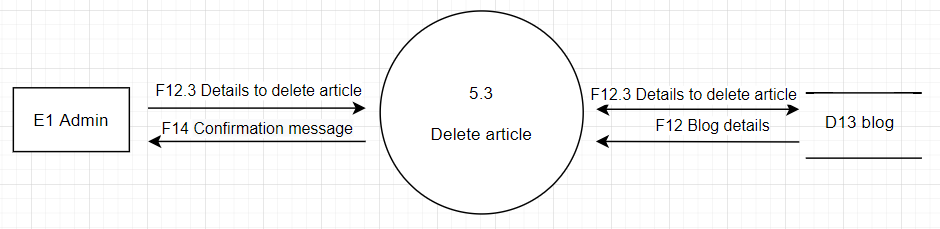 E1 Admin
F12.3 Details to delete article
F14 Confirmation message
5.3
Delete article
F12.3 Details to delete article
F12 Blog details
D13 blog